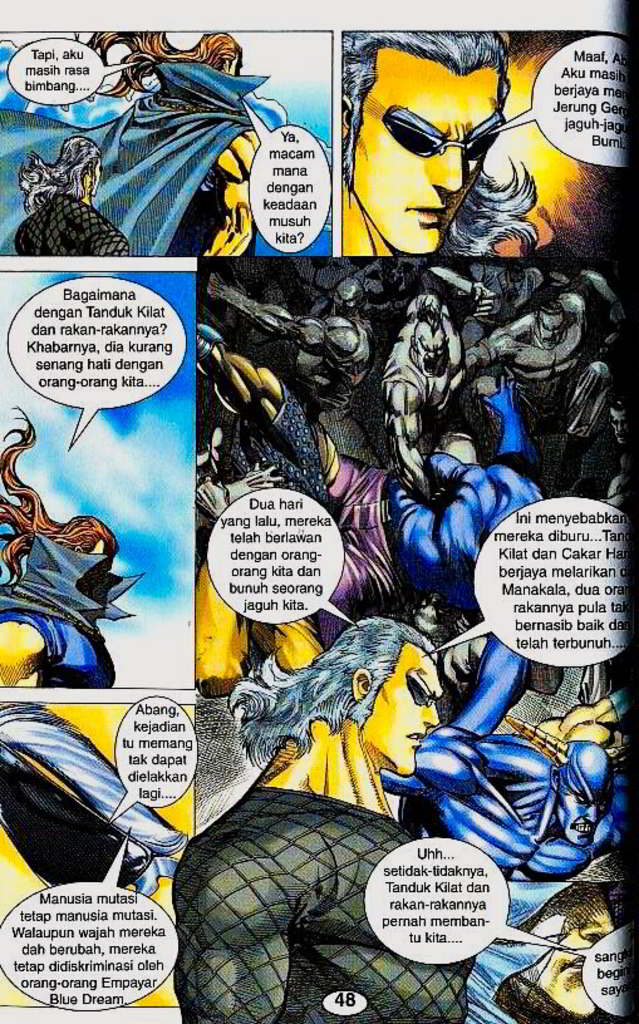 Tapi, aku
masih rasa
bimbang....
Ya,
macam
mana
dengan
keadaan
musuh
kita?
Maaf,
Aku masih
berjaya
Jerung
jaguh-jag
Bumi.
Bagaimana
dengan Tanduk Kilat
dan rakan-rakannya?
Khabarnya, dia kurang
senang hati dengan
orang-orang kita....
Dua hari
yang lalu, mereka
telah berlawan
dengan orang-
orang kita dan
bunuh seorang
jaguh kita.
Ini menyebabkan
mereka diburu...
Kilat dan Cakar
berjaya melarikan
Manakala, dua
rakannya pula
bernasib baik dan
telah terbunuh....
Abang,
kejadian
tu memang
tak dapat
dielakkan
lagi....
Manusia mutasi
tetap manusia mutasi.
Walaupun wajah mereka
dah berubah, mereka
tetap didiskriminasi oleh
orang-orang Empayar
Blue Dream.
Uhh...
setidak-tidaknya,
Tanduk Kilat dan
rakan-rakannya
pernah memban-
tu kita....
48